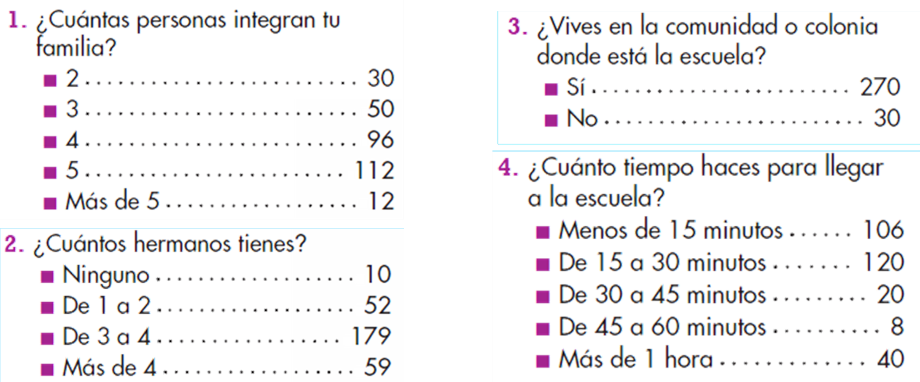 1. ¿Cuántas personas integran tu
familia?
■ 2 . . . . . . . . . . . . . . . . . . . . . . . . . . 30
■ 3 . . . . . . . . . . . . . . . . . . . . . . . . . . 50
■ 4 . . . . . . . . . . . . . . . . . . . . . . . . . . 96
■ 5 . . . . . . . . . . . . . . . . . . . . . . . . . 112
■ Más de 5 . . . . . . . . . . . . . . . . . . 12
2. ¿Cuántos hermanos tienes?
■ Ninguno . . . . . . . . . . . . . . . . . . . 10
■ De 1 a 2 . . . . . . . . . . . . . . . . . . . 52
■ De 3 a 4 . . . . . . . . . . . . . . . . . . 179
■ Más de 4 . . . . . . . . . . . . . . . . . . 59
3. ¿Vives en la comunidad o colonia
donde está la escuela?
■ Sí . . . . . . . . . . . . . . . . . . . . . . . . 270
■ No . . . . . . . . . . . . . . . . . . . . . . . . 30
4. ¿Cuánto tiempo haces para llegar
a la escuela?
■ Menos de 15 minutos . . . . . . 106
■ De 15 a 30 minutos . . . . . . . 120
■ De 30 a 45 minutos . . . . . . . . . 20
■ De 45 a 60 minutos . . . . . . . . . . 8
■ Más de 1 hora . . . . . . . . . . . . . . 40